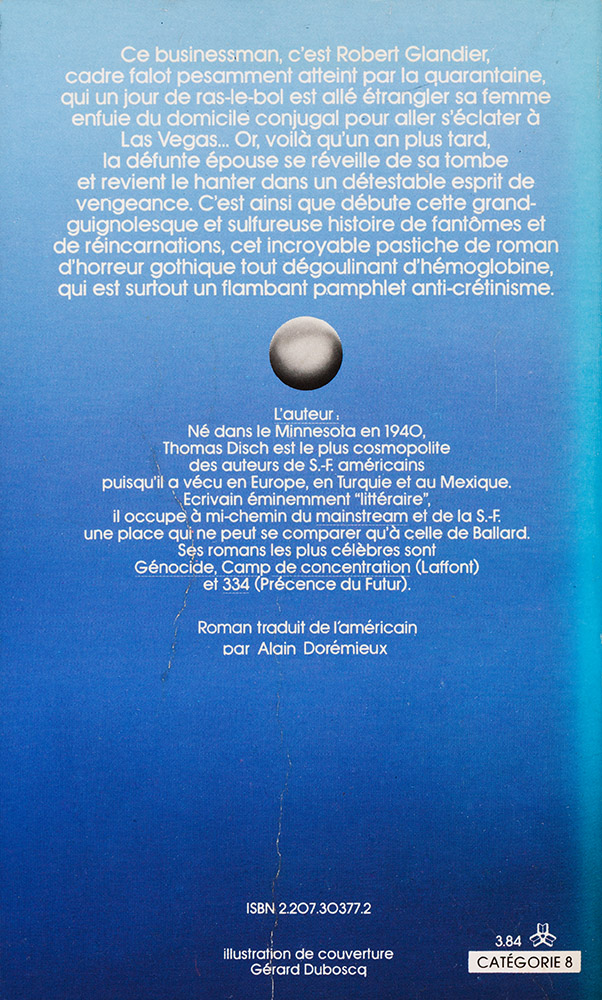 Ce businessman, c'est Robert Glandier,
cadre falot pesamment atteint par la quarantaine,
qui un jour de ras-le-bol est allé étrangler sa femme
enfuie du domicile conjugal pour aller s'éclater à
Las Vegas... Or, voilà qu'un an plus tard,
la défunte épouse se réveille de sa tombe
et revient le hanter dans un détestable esprit de
vengeance. C'est ainsi que débute cette grand-
guignolesque et sulfureuse histoire de fantômes et
de réincarnations, cet incroyable pastiche de roman
d'horreur gothique tout dégoulinant d'hémoglobine,
qui est surtout un flambant pamphlet anti-crétinisme.
L'auteur :
Né dans le Minnesota en 1940,
Thomas Disch est le plus cosmopolite
des auteurs de S.-F. américains
puisqu'il a vécu en Europe, en Turquie et au Mexique.
Ecrivain éminemment "littéraire",
il occupe à mi-chemin du mainstream et de la S.-F.
une place qui ne peut se comparer qu'à celle de Ballard.
Ses romans les plus célèbres sont
Génocide, Camp de concentration (Laffont)
et 334 (Précence du Futur).
Roman traduit de l'américain
par Alain Dorémieux
ISBN 2.207.30377.2
3.84
CATÉGORIE 8
illustration de couverture
Gérard Duboscq